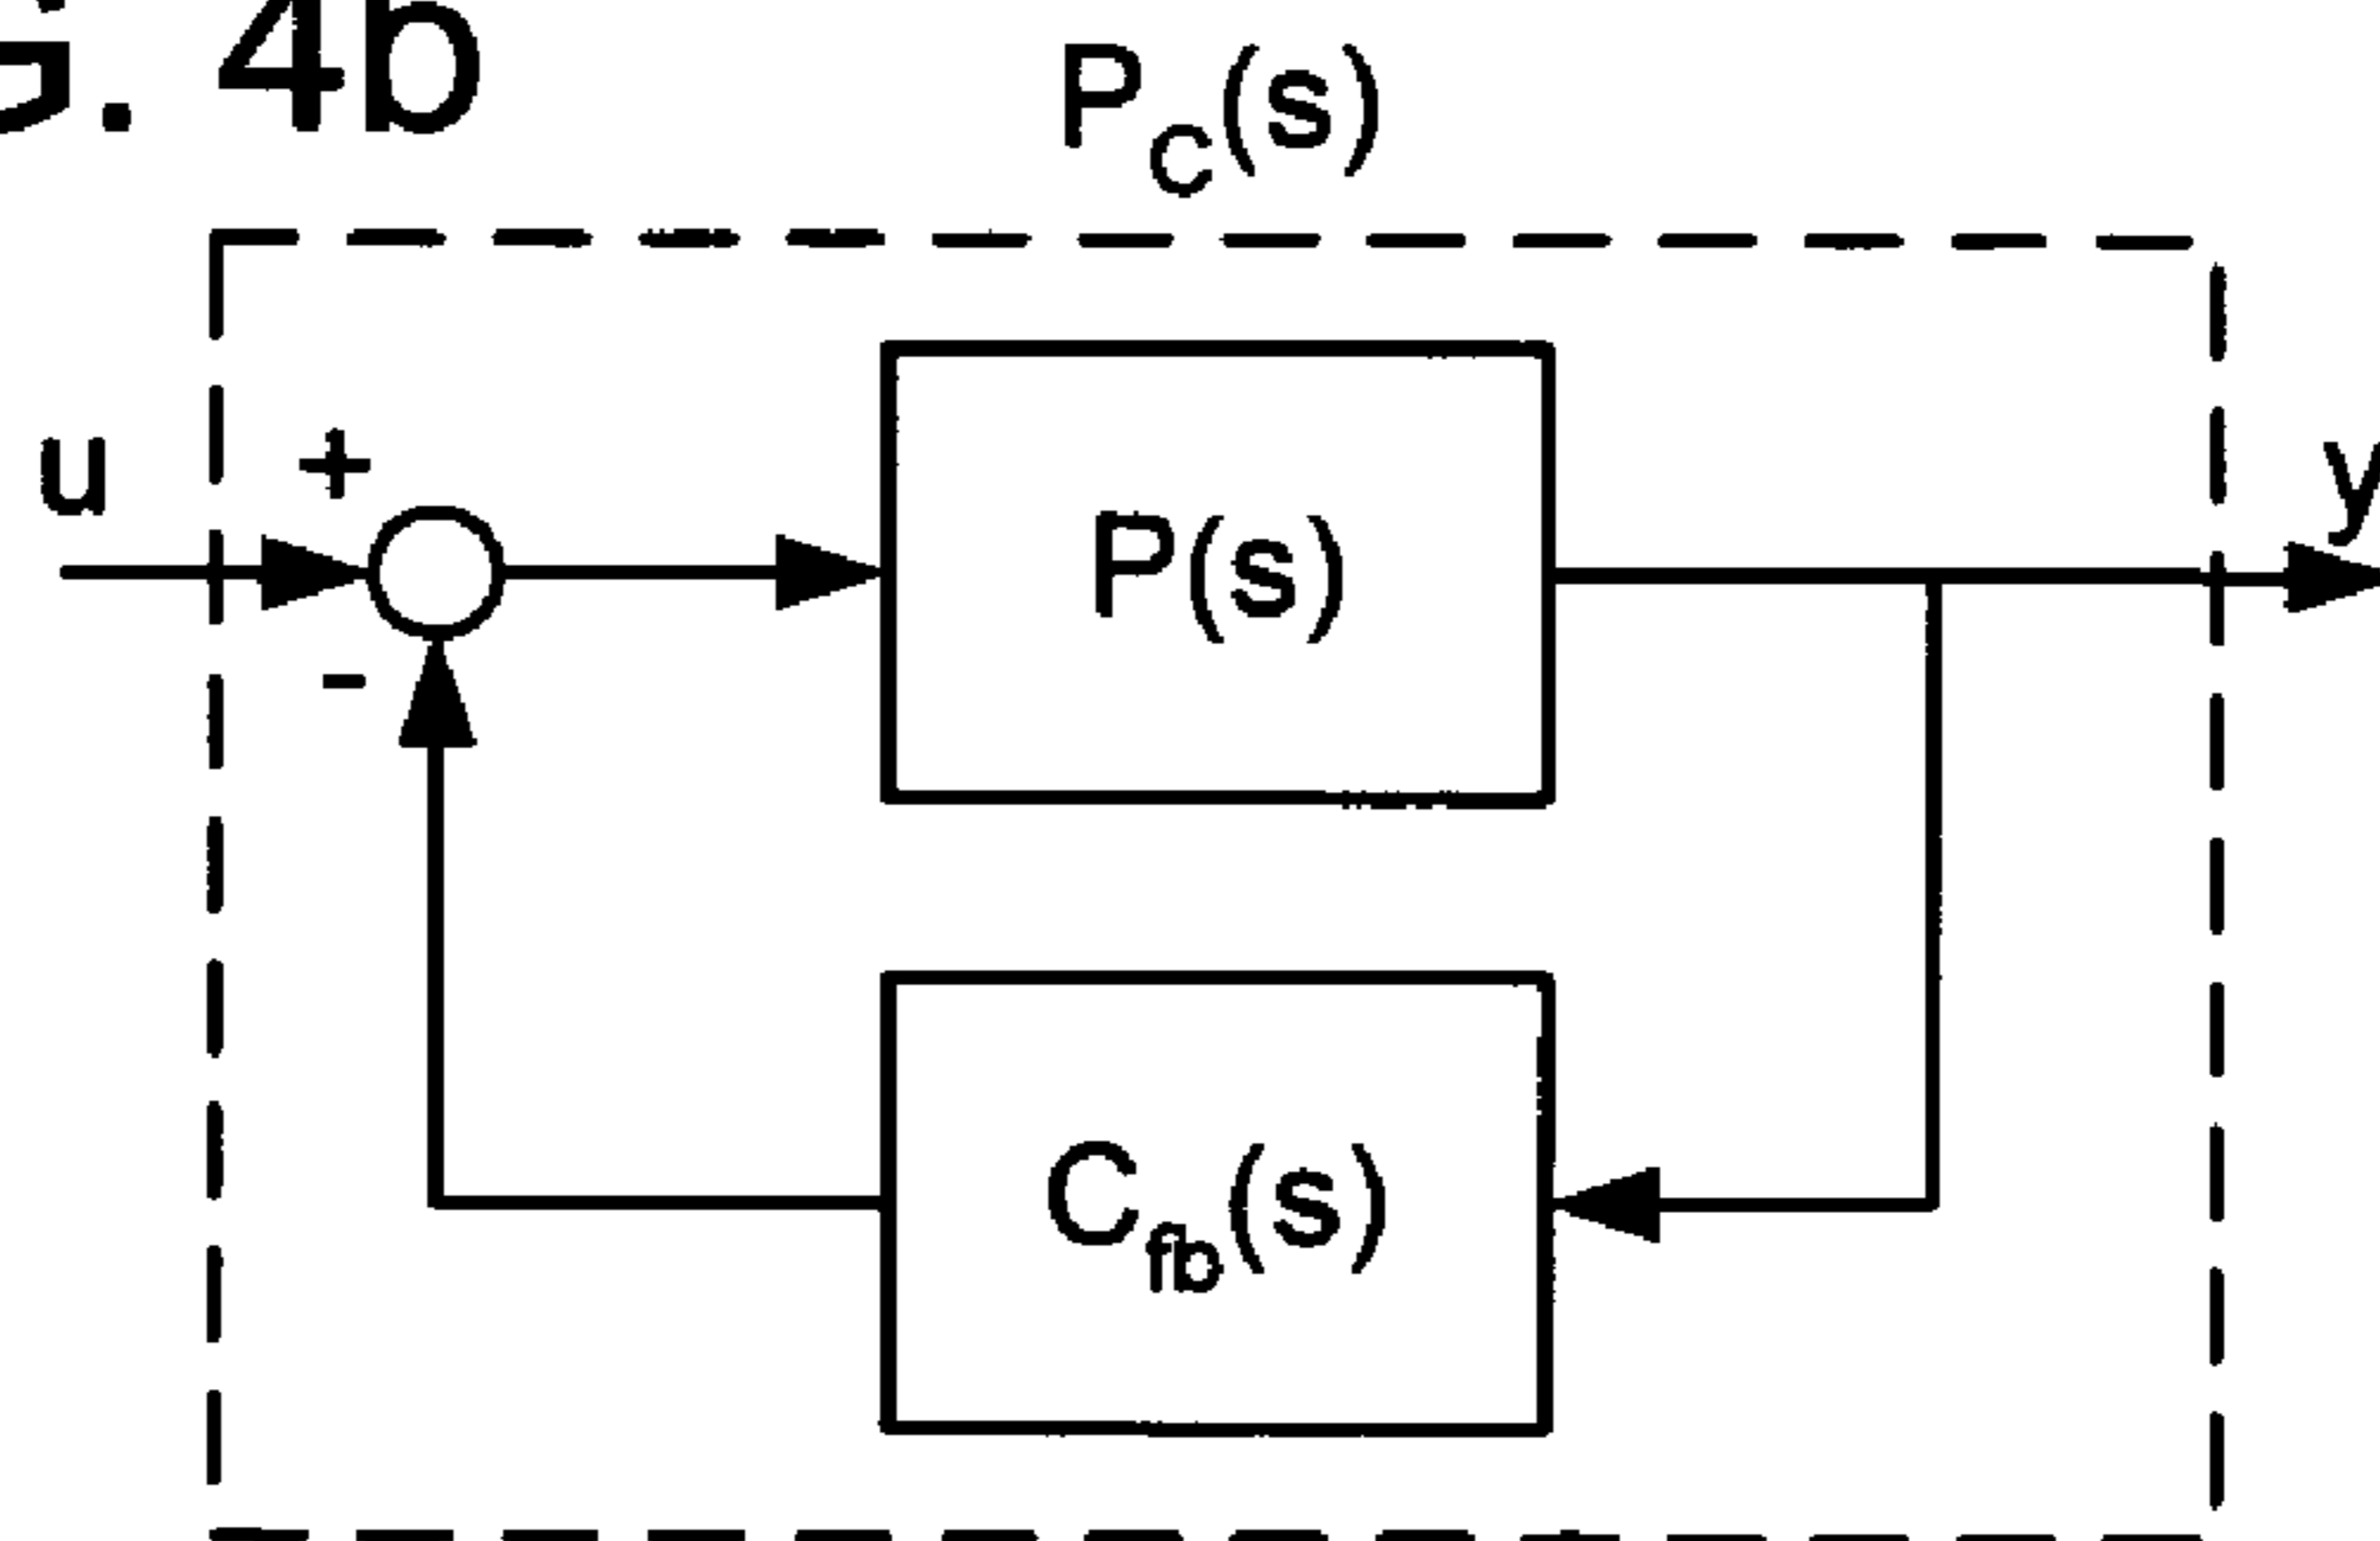 G. 4b
P_C(s)
u
+
P(s)
y
-
C_fb(s)